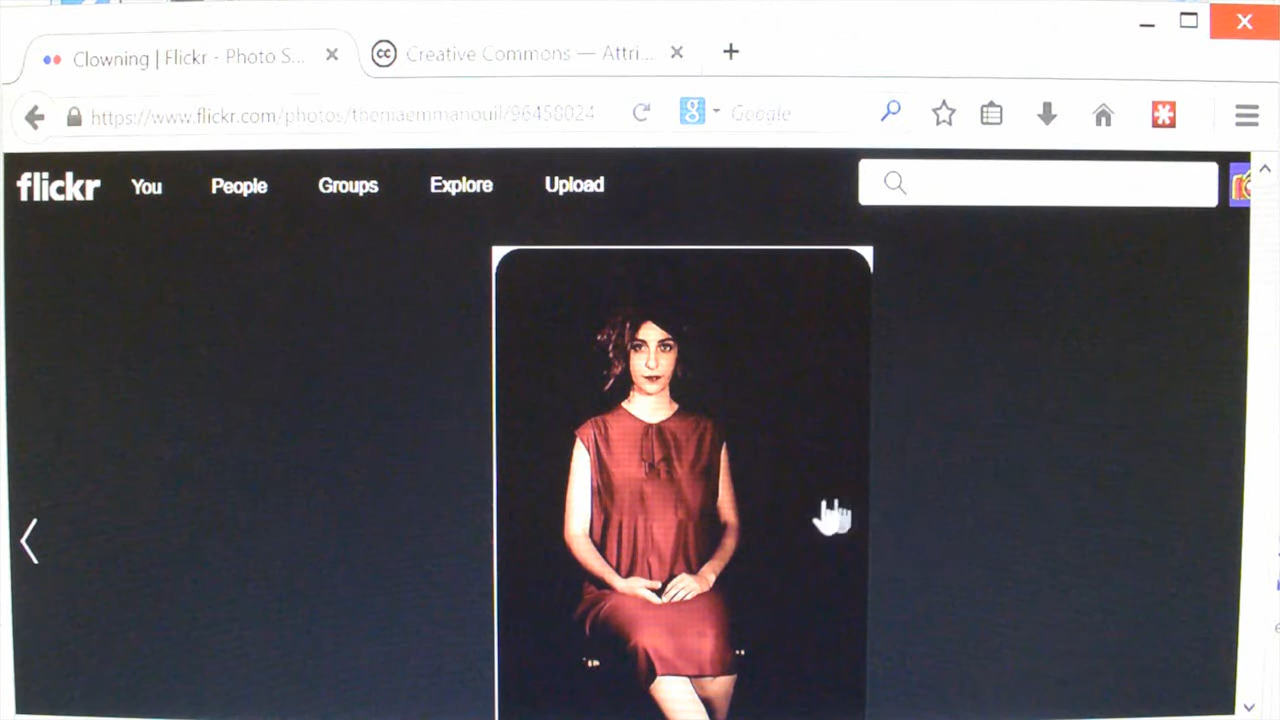 Clowning | Flickr - Photo S...
Creative Commons — Attri...
https://www.flickr.com/photos/thomaemmanouil/96458024
Google
flickr
You
People
Groups
Explore
Upload